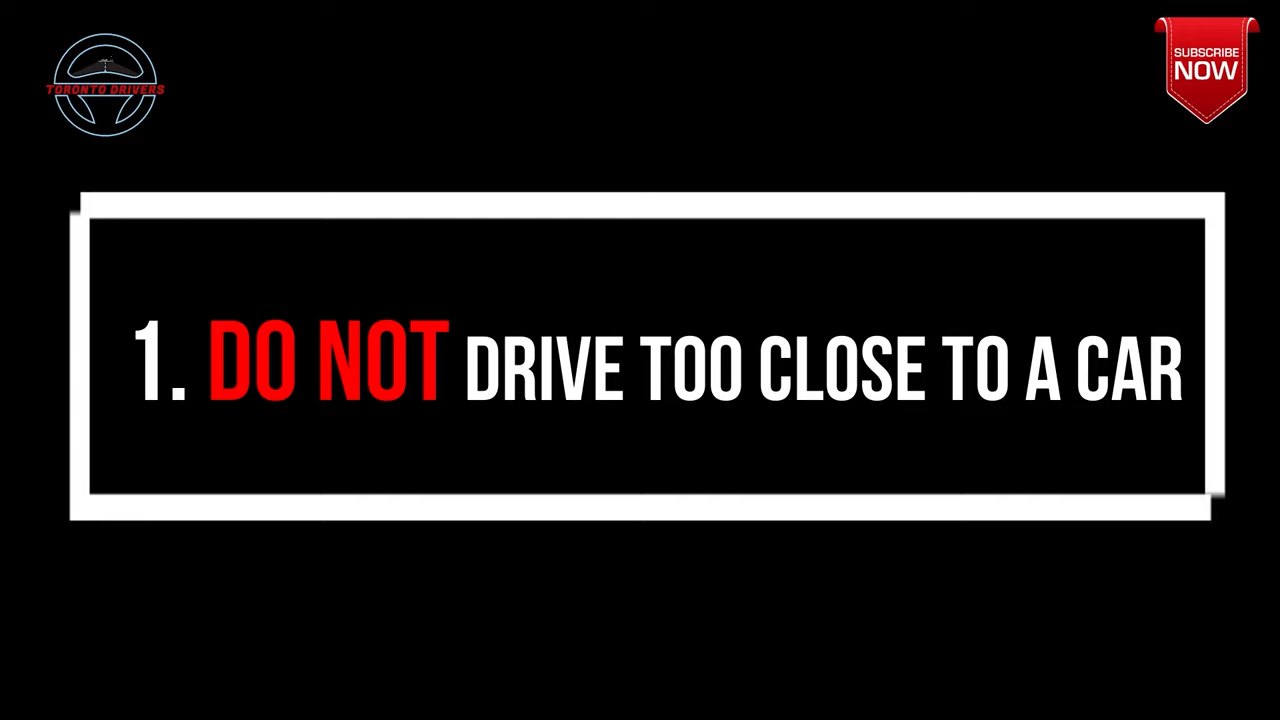 TORONTO DRIVERS
SUBSCRIBE
NOW
1. DO NOT DRIVE TOO CLOSE TO A CAR